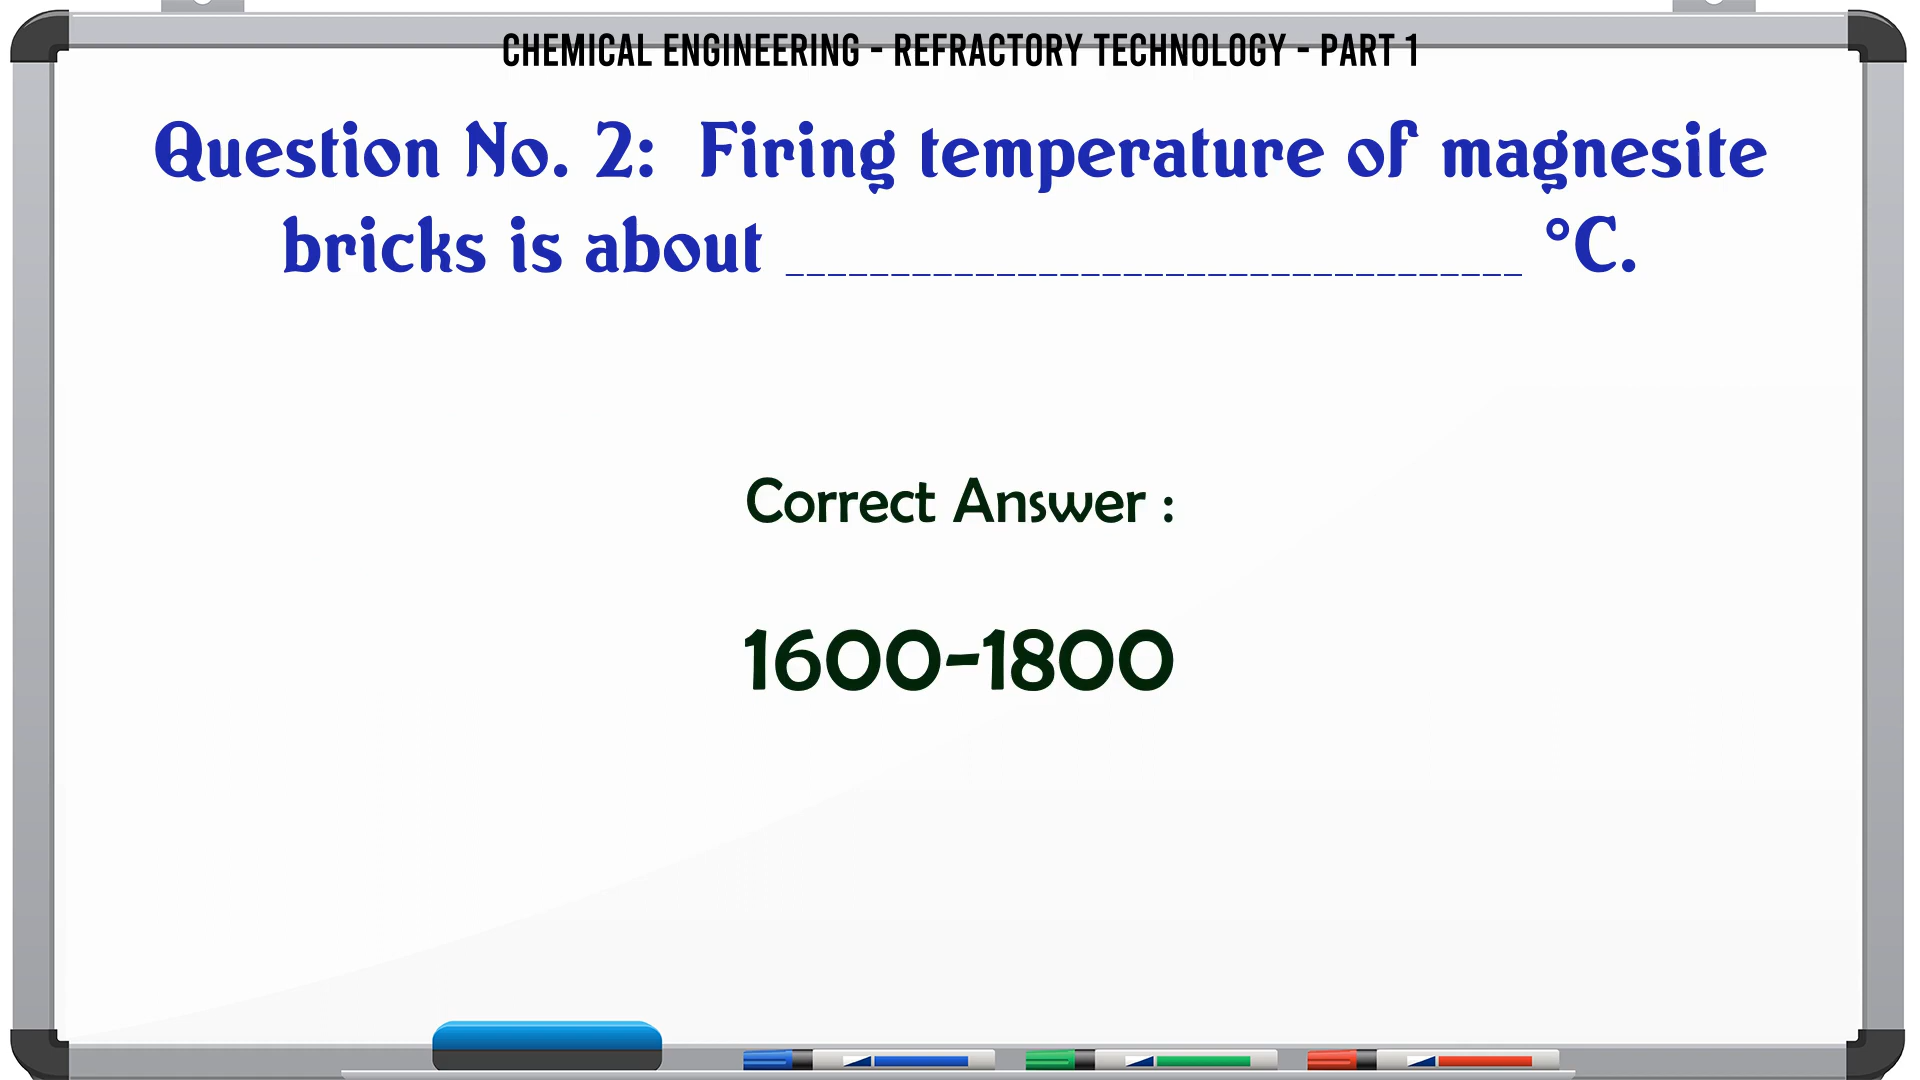 CHEMICAL ENGINEERING - REFRACTORY TECHNOLOGY - PART 1
Question No. 2:  Firing temperature of magnesite
bricks is about ___________________________________ °C.
Correct Answer :
1600-1800